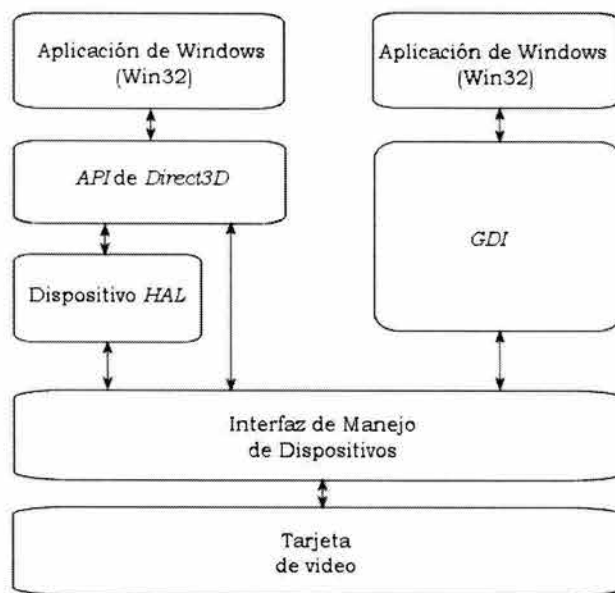 Aplicación de Windows
(Win32)
Aplicación de Windows
(Win32)
API de Direct3D
GDI
Dispositivo HAL
Interfaz de Manejo
de Dispositivos
Tarjeta
de video